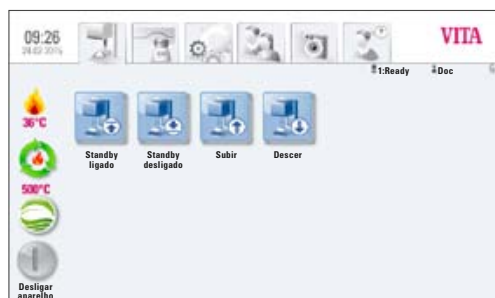 09:26
VITA
1:Ready
Doc
36°C
500°C
Standby
ligado
Standby
desligado
Subir
Descer
Desligar
aparelho